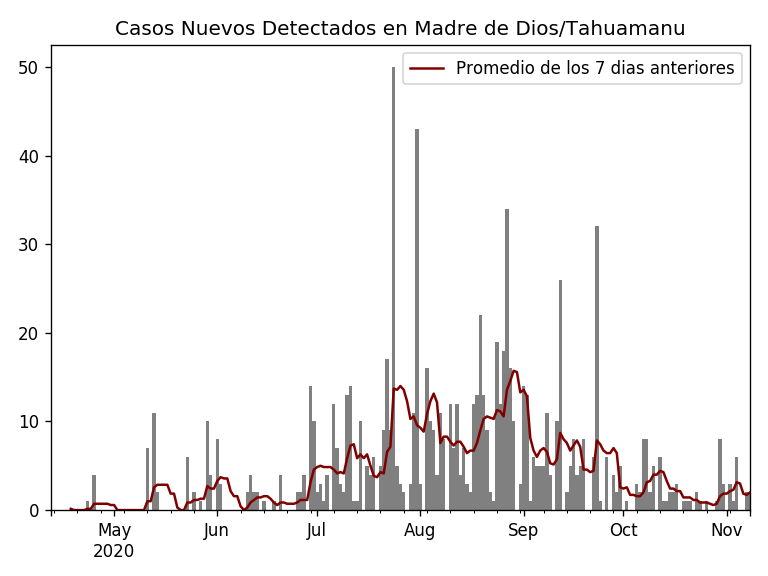 Casos Nuevos Detectados en Madre de Dios/Tahuamanu
Promedio de los 7 dias anteriores
50
40
30
20
10
0
May Jun Jul Aug Sep Oct Nov
2020